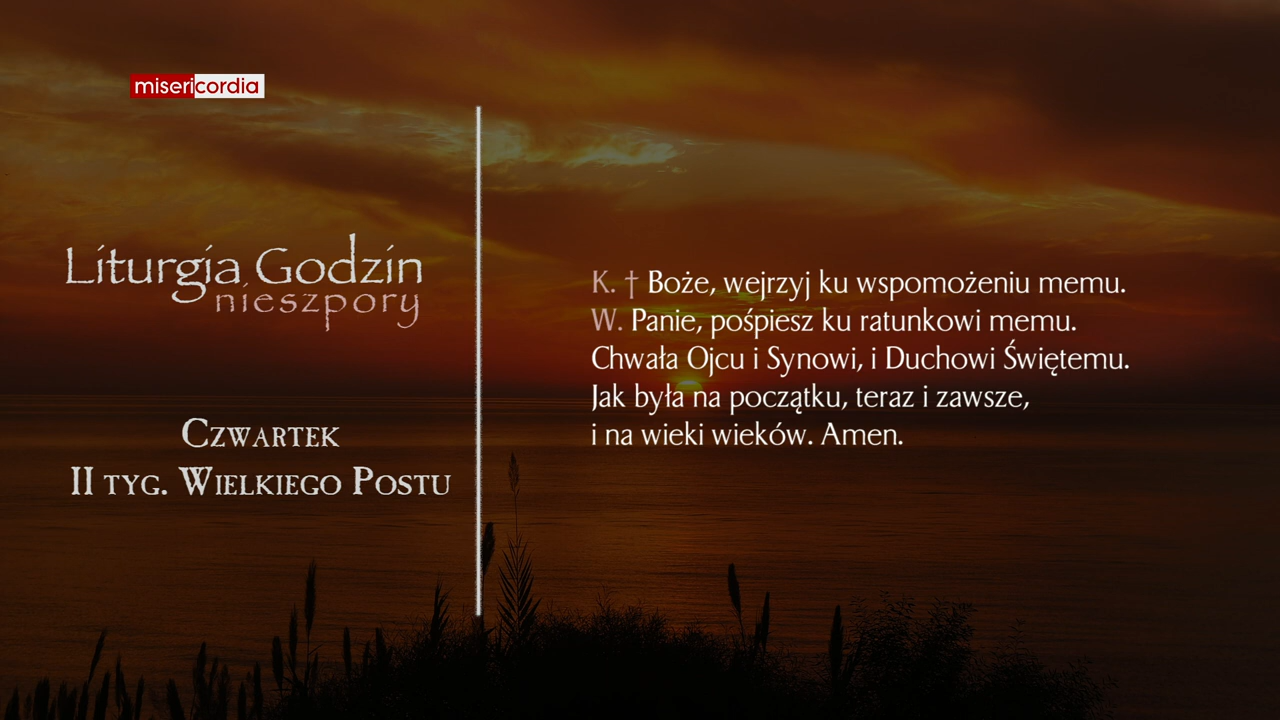 misericordia
Liturgia Godzin
nieszpory
Czwartek
II tyg. Wielkiego Postu
K. † Boże, wejrzyj ku wspomożeniu memu.
W. Panie, pośpiesz ku ratunkowi memu.
Chwała Ojcu i Synowi, i Duchowi Świętemu.
Jak była na początku, teraz i zawsze,
i na wieki wieków. Amen.